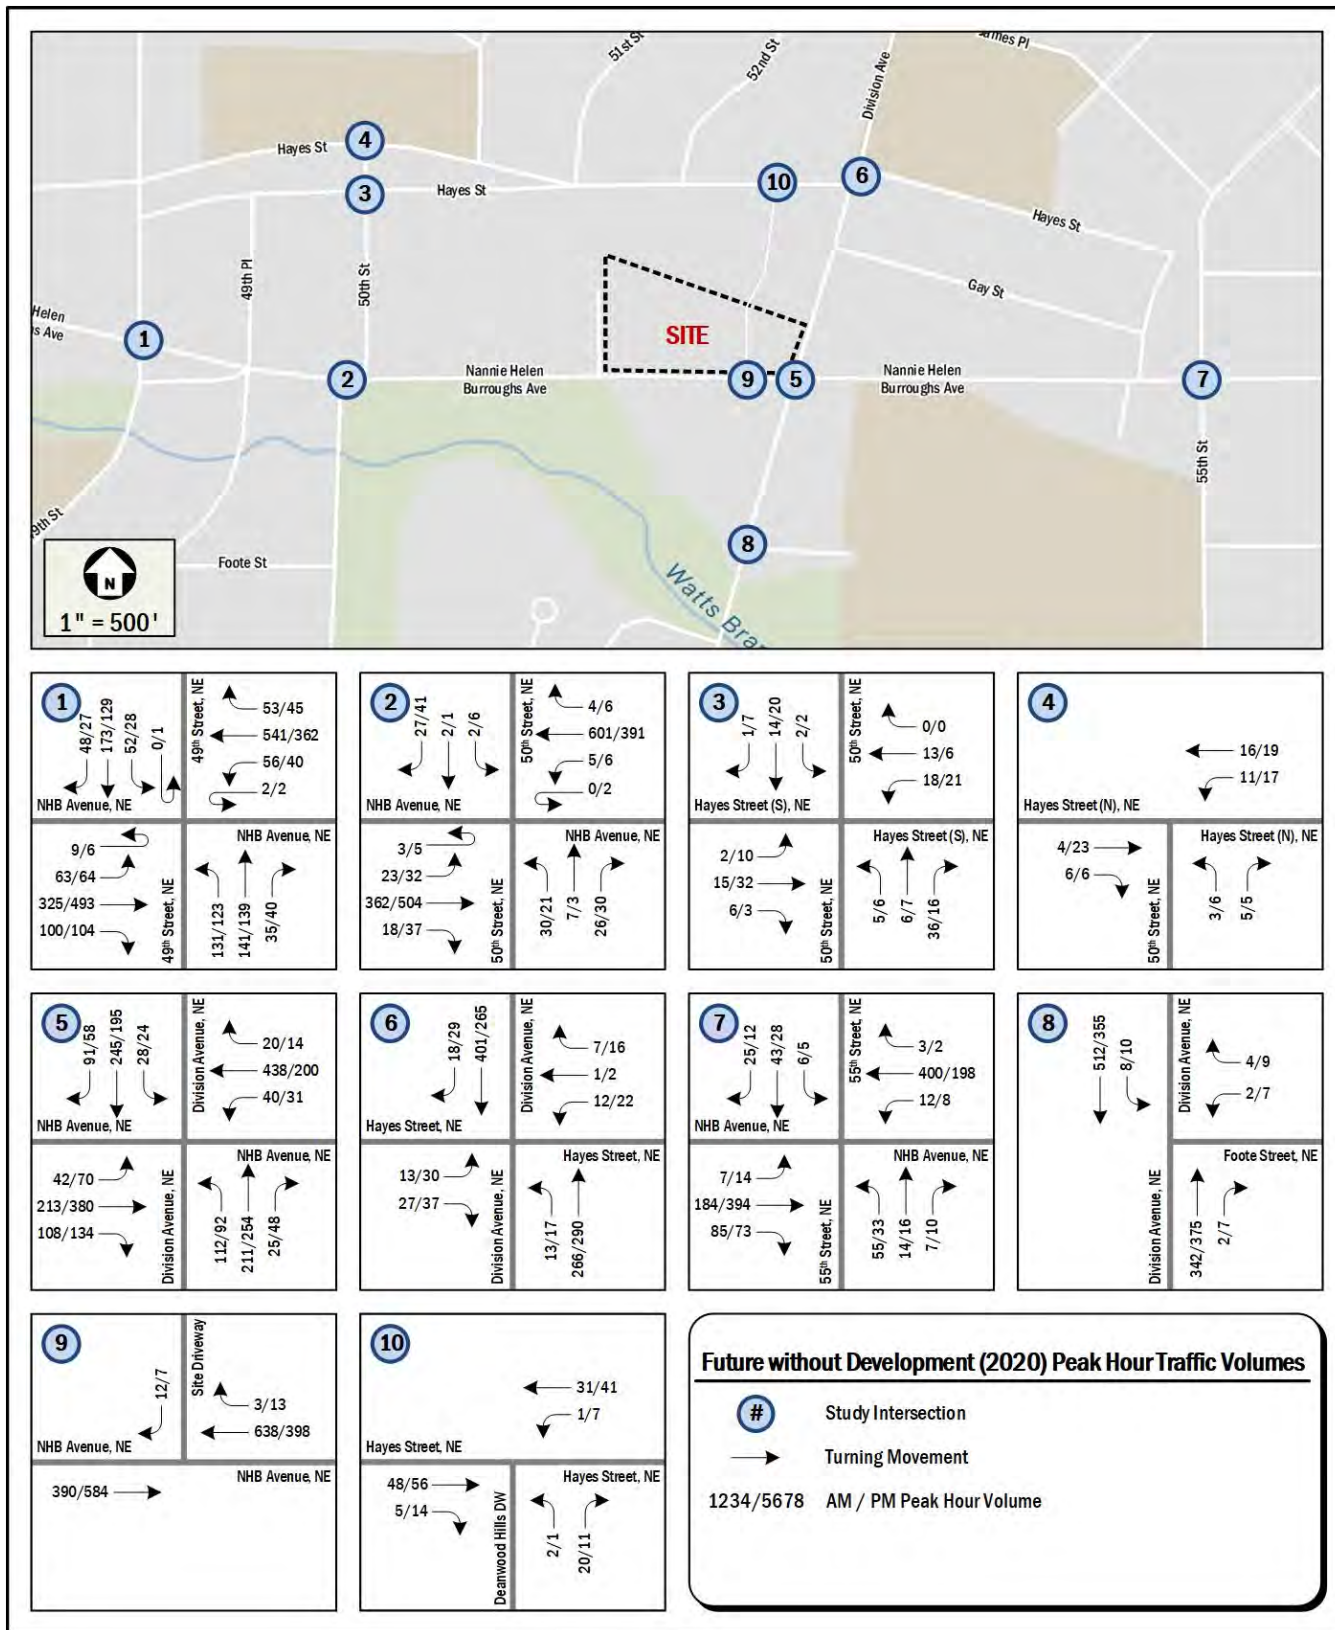 James Pl
51st St
52nd St
Division Ave
4
Hayes St
3
Hayes St
10
6
Hayes St
49th Pl
50th St
Gay St
Helen
s Ave
1
SITE
2
Nannie Helen
Burroughs Ave
9
5
Nannie Helen
Burroughs Ave
7
55th St
9th St
8
Foote St
Watts Bra
N
1" = 500'
1
48/27
173/129
52/28
0/1
49th Street, NE
53/45
541/362
56/40
2/2
NHB Avenue, NE
9/6
63/64
325/493
100/104
49th Street, NE
NHB Avenue, NE
131/123
141/139
35/40
2
27/41
2/1
2/6
50th Street, NE
4/6
601/391
5/6
0/2
NHB Avenue, NE
3/5
23/32
362/504
18/37
50th Street, NE
NHB Avenue, NE
30/21
7/3
26/30
3
1/7
14/20
2/2
50th Street, NE
0/0
13/6
18/21
Hayes Street (S), NE
2/10
15/32
6/3
50th Street, NE
Hayes Street (S), NE
5/6
6/7
36/16
4
16/19
11/17
Hayes Street (N), NE
4/23
6/6
50th Street, NE
Hayes Street (N), NE
3/6
5/5
5
91/58
245/195
28/24
Division Avenue, NE
20/14
438/200
40/31
NHB Avenue, NE
42/70
213/380
108/134
Division Avenue, NE
NHB Avenue, NE
112/92
211/254
25/48
6
18/29
401/265
Division Avenue, NE
7/16
1/2
12/22
Hayes Street, NE
13/30
27/37
Division Avenue, NE
Hayes Street, NE
13/17
266/290
7
25/12
43/28
6/5
55th Street, NE
3/2
400/198
12/8
NHB Avenue, NE
7/14
184/394
85/73
55th Street, NE
NHB Avenue, NE
55/33
14/16
7/10
8
512/355
8/10
Division Avenue, NE
4/9
2/7
Foote Street, NE
Division Avenue, NE
342/375
2/7
9
12/7
Site Driveway
3/13
638/398
NHB Avenue, NE
390/584
NHB Avenue, NE
10
31/41
1/7
Hayes Street, NE
48/56
5/14
Deanwood Hills DW
Hayes Street, NE
2/1
20/11
Future without Development (2020) Peak Hour Traffic Volumes
# Study Intersection
Turning Movement
1234/5678 AM / PM Peak Hour Volume